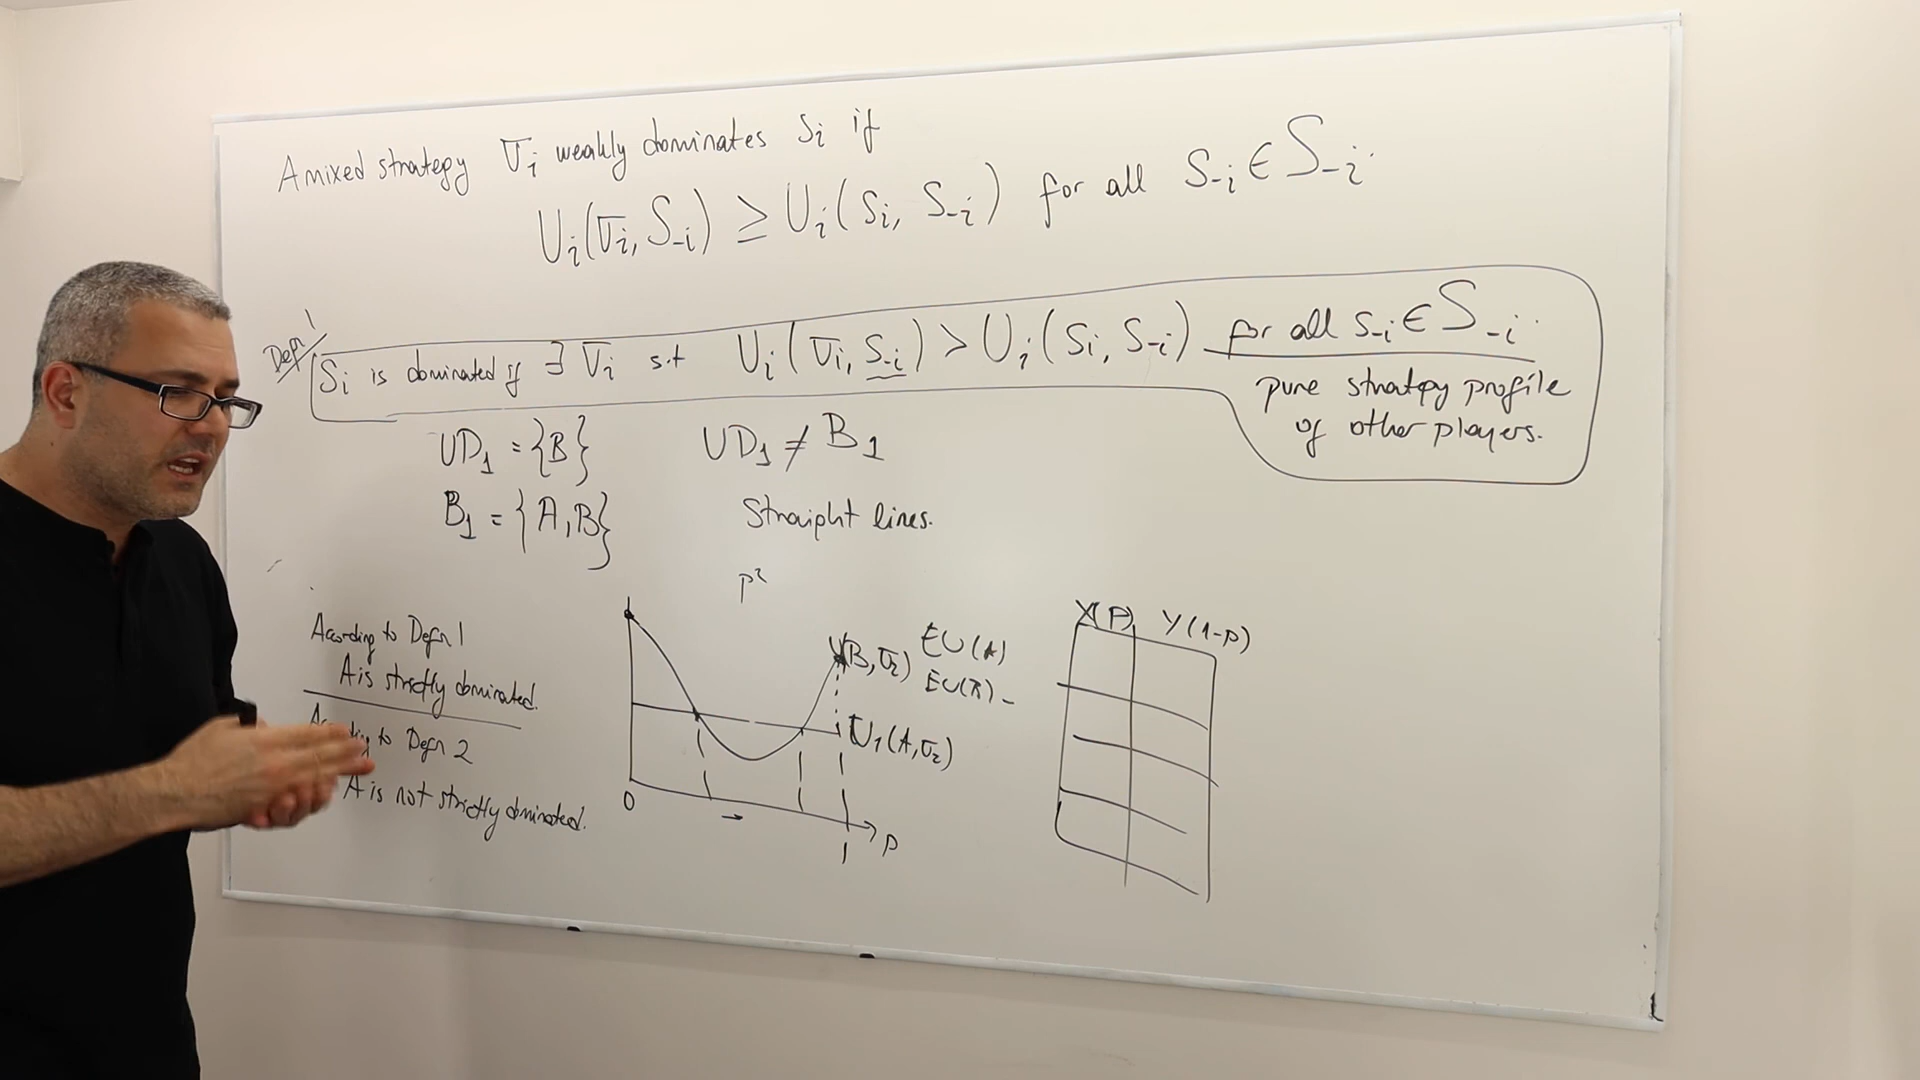 A mixed strategy σi weakly dominates Si if
Ui(σi, S-i) ≥ Ui(Si, S-i) for all S-i ∈ S-i.
Defn 1
Si is dominated if ∃ σi s.t Ui(σi, S-i) > Ui(Si, S-i) for all S-i ∈ S-i.
pure strategy profile
of other players.
UD1 = {B} UD1 ≠ B1
B1 = {A, B} Straight lines.
p²
According to Defn 1
A is strictly dominated.
to Defn 2
A is not strictly dominated.
(B, σ2)
U1(A, σ2)
0
1
p
EU(A)
EU(B)
X(P) Y(1-p)